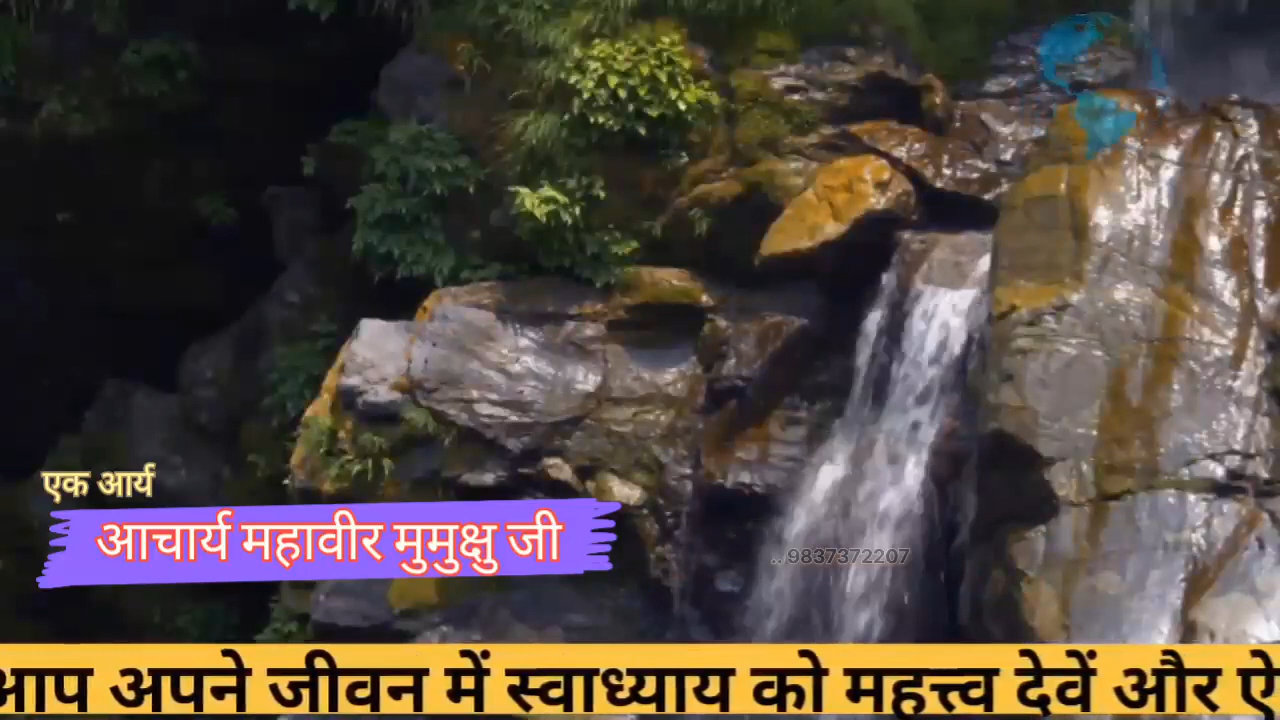 एक आर्य
आचार्य महावीर मुमुक्षु जी
..9837372207
आप अपने जीवन में स्वाध्याय को महत्त्व देवें और ऐ